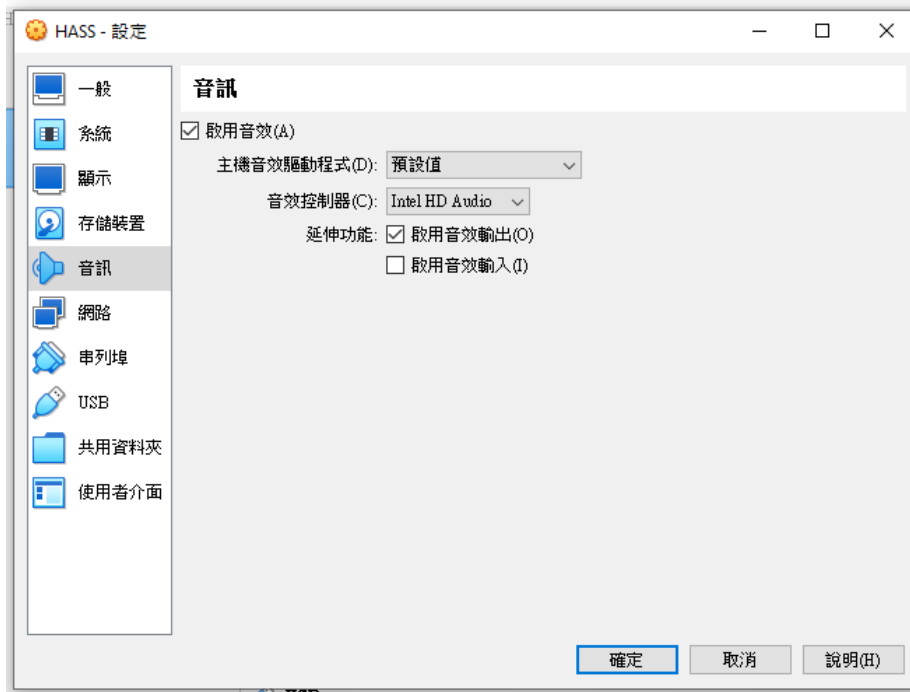 HASS - 設定
一般
系統
顯示
存儲裝置
音訊
網路
串列埠
USB
共用資料夾
使用者介面
音訊
啟用音效(A)
主機音效驅動程式(D): 預設值
音效控制器(C): Intel HD Audio
延伸功能: 啟用音效輸出(O)
啟用音效輸入(I)
確定 取消 說明(H)
USB